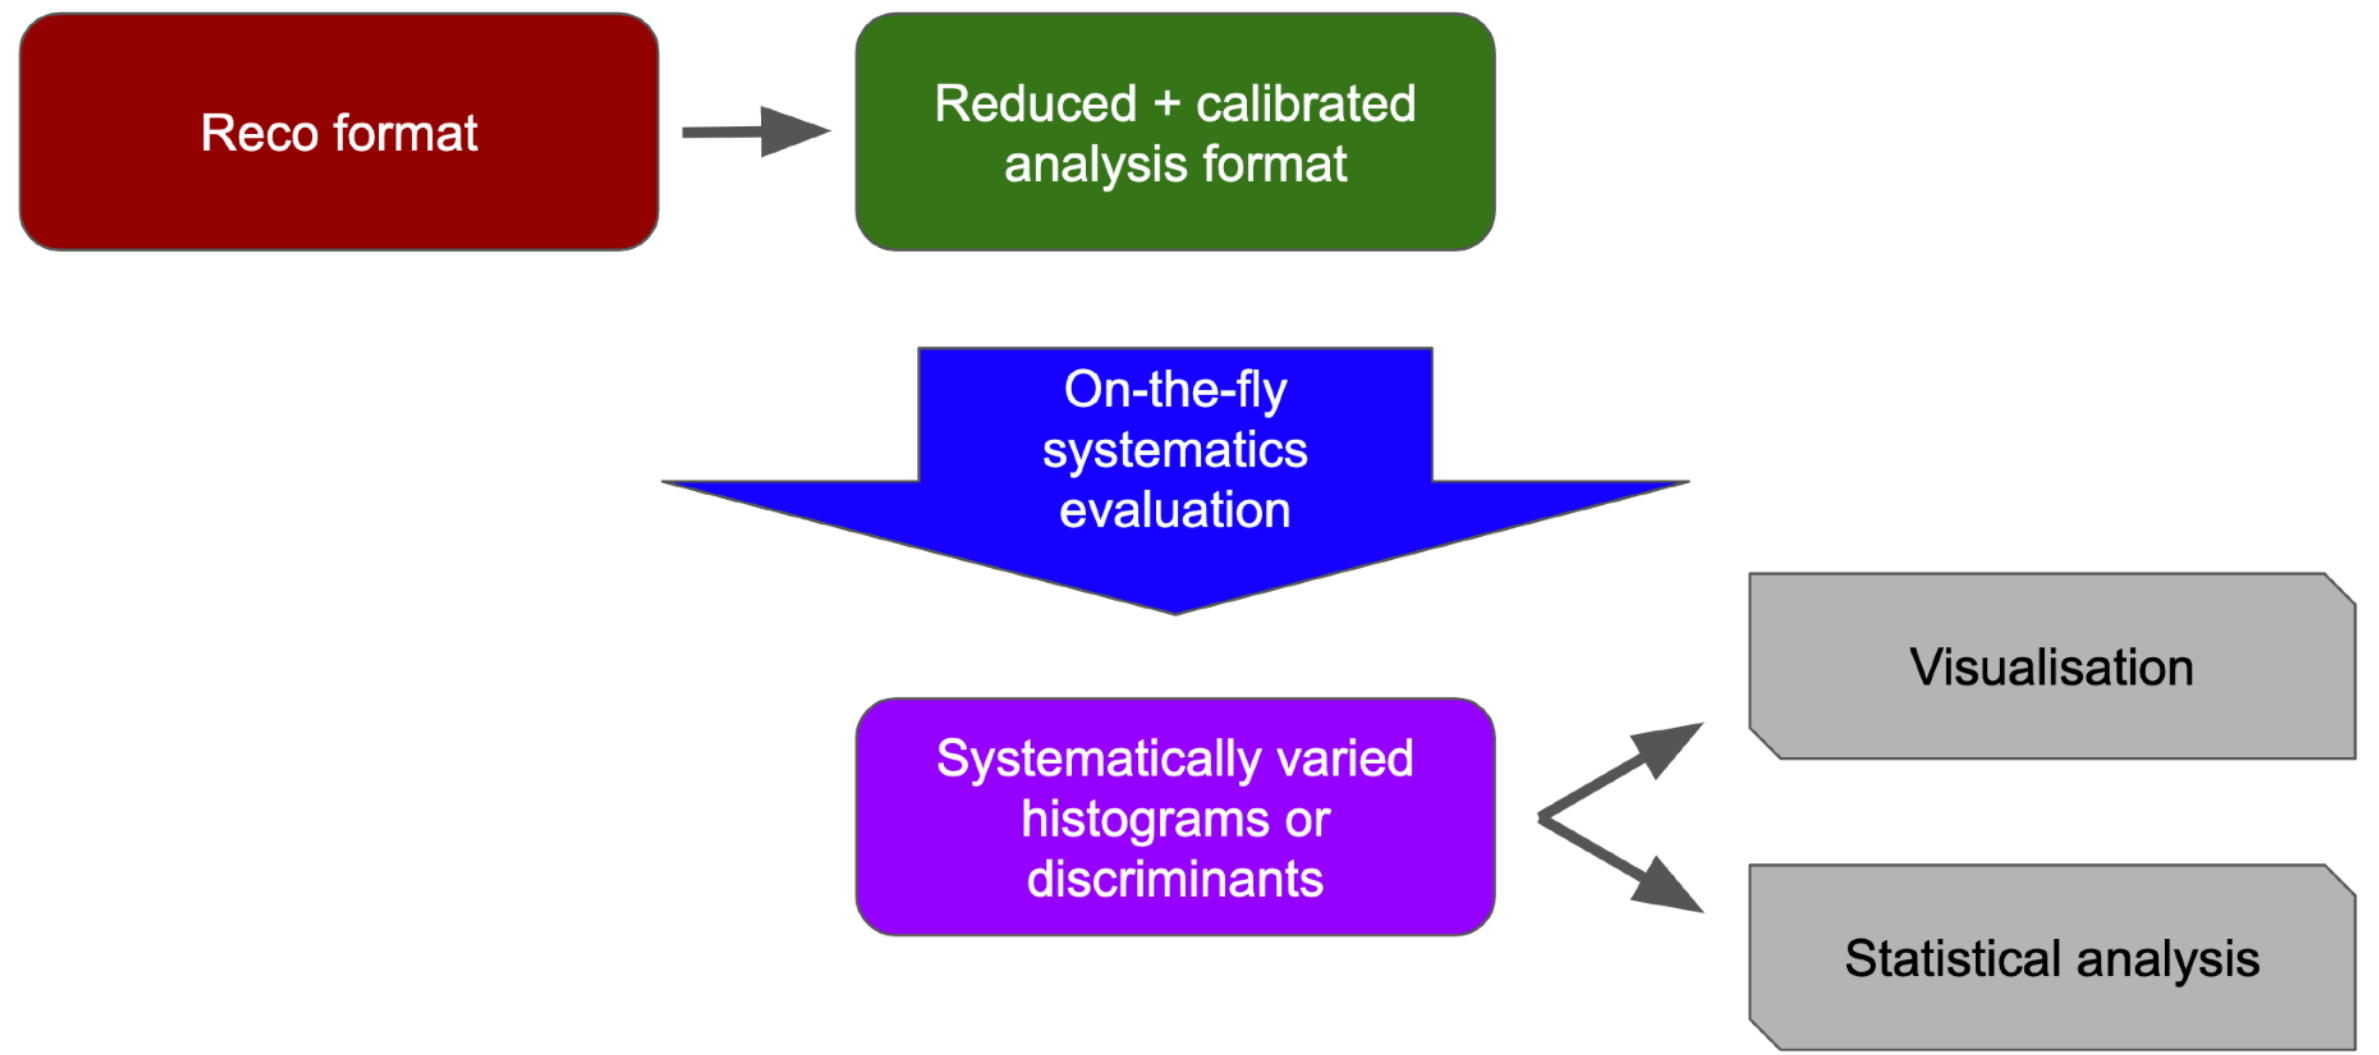 Reco format
Reduced + calibrated
analysis format
On-the-fly
systematics
evaluation
Systematically varied
histograms or
discriminants
Visualisation
Statistical analysis